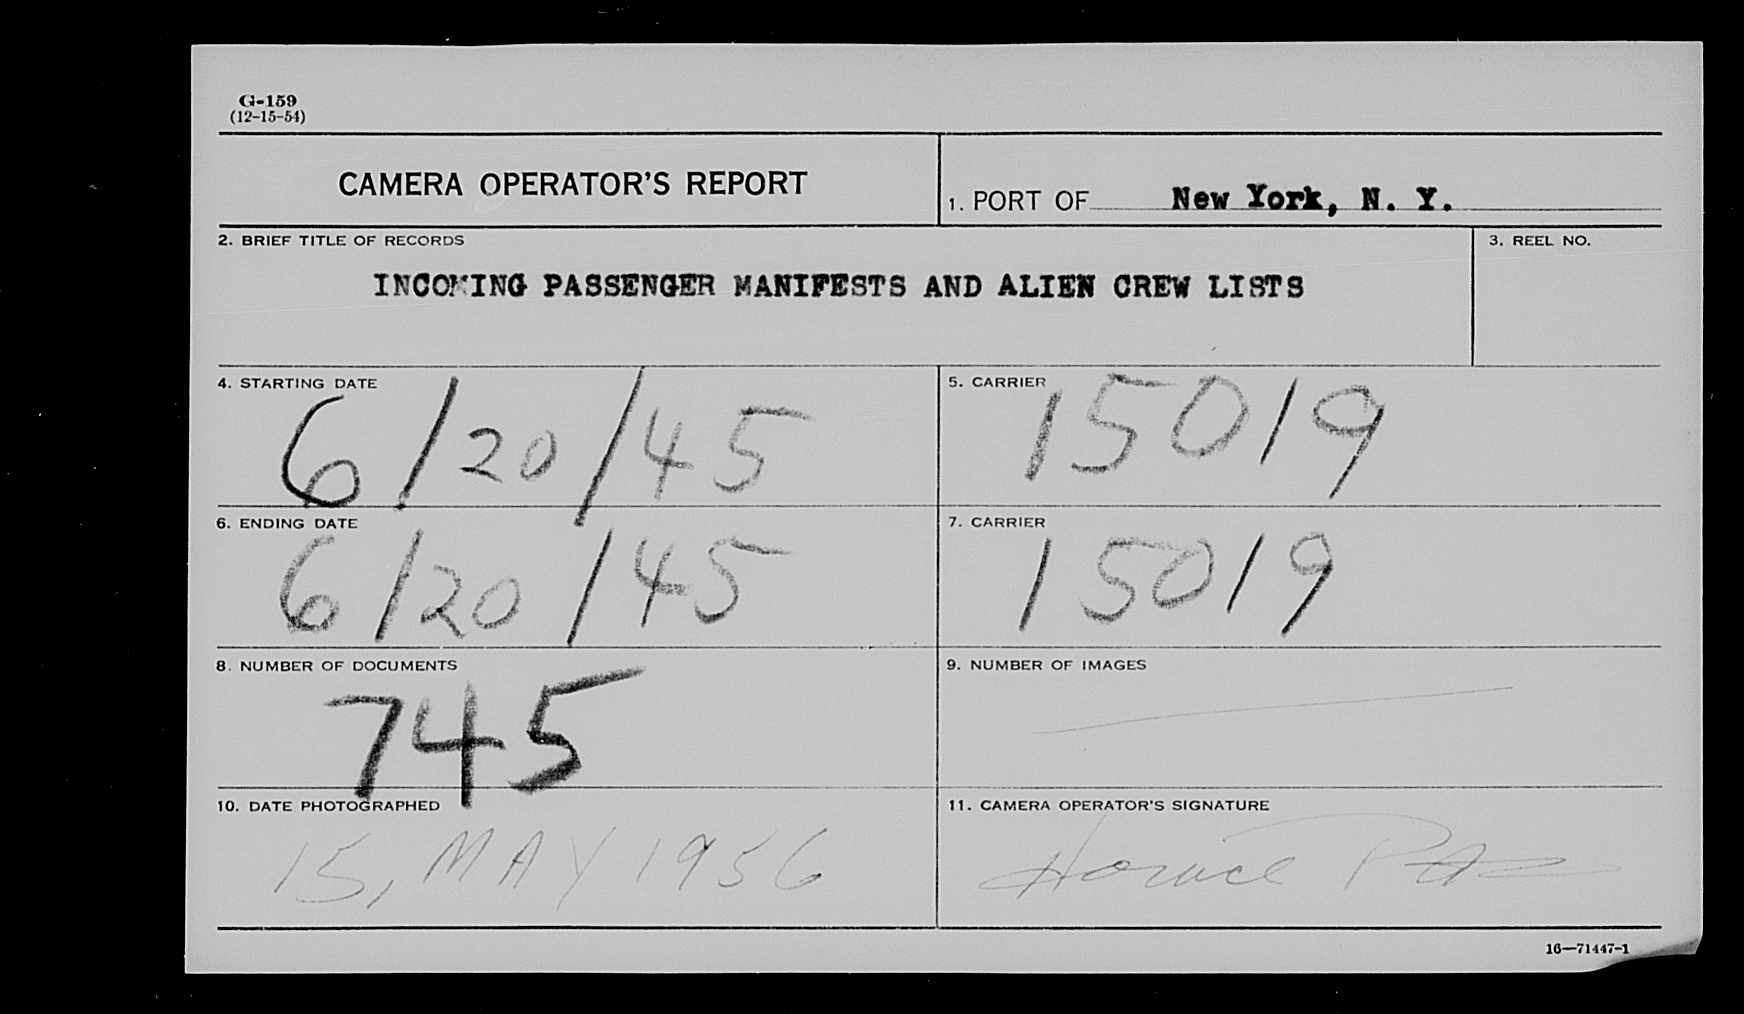 G-159
(12-15-54)
CAMERA OPERATOR'S REPORT
1. PORT OF New York, N. Y.
2. BRIEF TITLE OF RECORDS
3. REEL NO.
INCOMING PASSENGER MANIFESTS AND ALIEN CREW LISTS
4. STARTING DATE
5. CARRIER
6/20/45
15019
6. ENDING DATE
7. CARRIER
6/20/45
15019
8. NUMBER OF DOCUMENTS
9. NUMBER OF IMAGES
745
10. DATE PHOTOGRAPHED
11. CAMERA OPERATOR'S SIGNATURE
15, MAY 1956
Horace Paz
16—71447-1